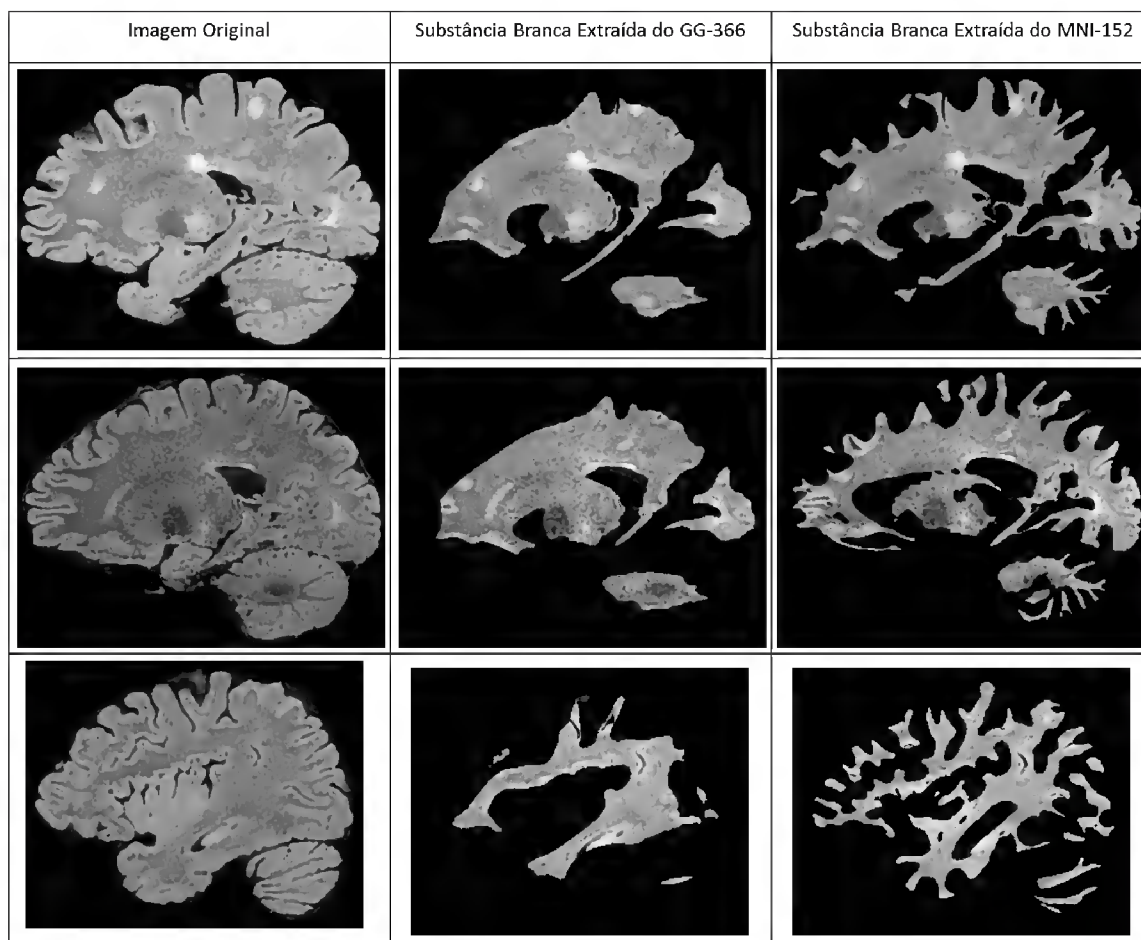 Imagem Original
Substância Branca Extraída do GG-366
Substância Branca Extraída do MNI-152